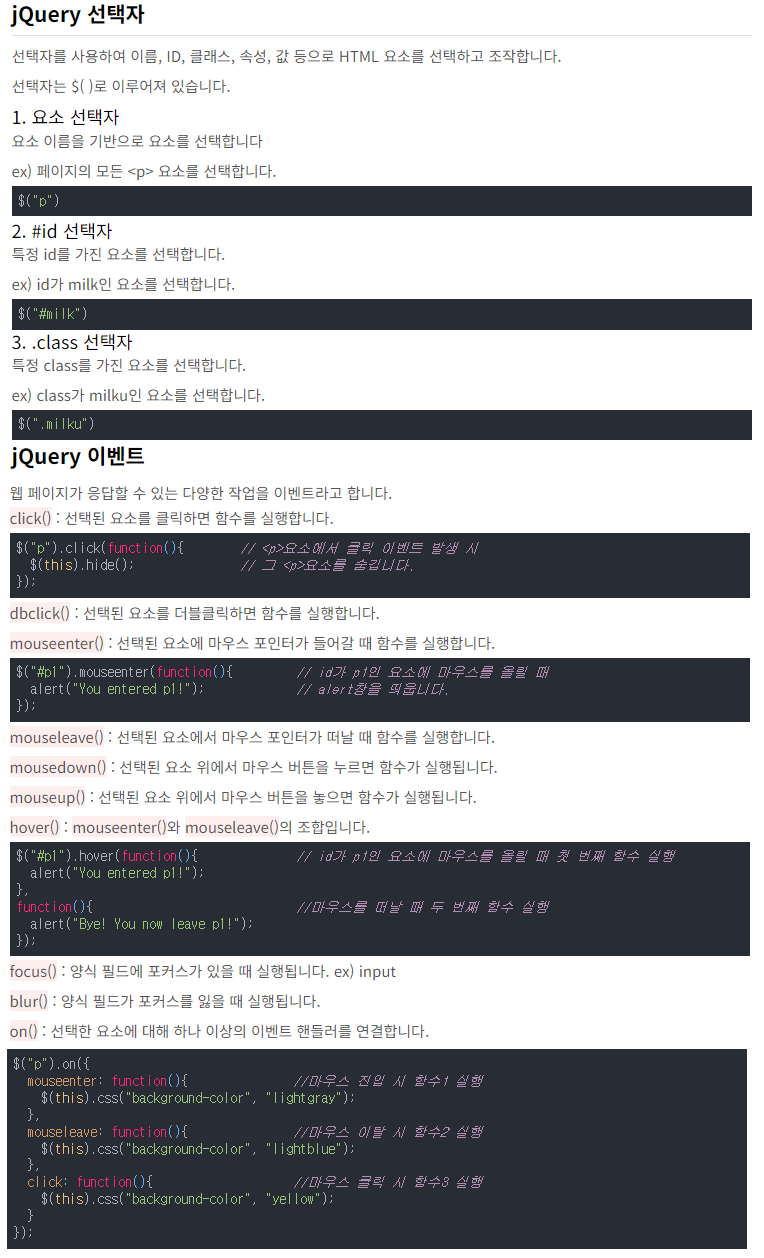 jQuery 선택자
선택자를 사용하여 이름, ID, 클래스, 속성, 값 등으로 HTML 요소를 선택하고 조작합니다.
선택자는 $( )로 이루어져 있습니다.
1. 요소 선택자
요소 이름을 기반으로 요소를 선택합니다
ex) 페이지의 모든 <p> 요소를 선택합니다.
$("p")
2. #id 선택자
특정 id를 가진 요소를 선택합니다.
ex) id가 milk인 요소를 선택합니다.
$("#milk")
3. .class 선택자
특정 class를 가진 요소를 선택합니다.
ex) class가 milku인 요소를 선택합니다.
$(".milku")
jQuery 이벤트
웹 페이지가 응답할 수 있는 다양한 작업을 이벤트라고 합니다.
click() : 선택된 요소를 클릭하면 함수를 실행합니다.
$("p").click(function(){ // <p>요소에서 클릭 이벤트 발생 시
$(this).hide(); // 그 <p>요소를 숨깁니다.
});
dbclick() : 선택된 요소를 더블클릭하면 함수를 실행합니다.
mouseenter() : 선택된 요소에 마우스 포인터가 들어갈 때 함수를 실행합니다.
$("#p1").mouseenter(function(){ // id가 p1인 요소에 마우스를 올릴 때
alert("You entered p1!"); // alert창을 띄웁니다.
});
mouseleave() : 선택된 요소에서 마우스 포인터가 떠날 때 함수를 실행합니다.
mousedown() : 선택된 요소 위에서 마우스 버튼을 누르면 함수가 실행됩니다.
mouseup() : 선택된 요소 위에서 마우스 버튼을 놓으면 함수가 실행됩니다.
hover() : mouseenter()와 mouseleave()의 조합입니다.
$("#p1").hover(function(){ // id가 p1인 요소에 마우스를 올릴 때 첫 번째 함수 실행
alert("You entered p1!");
},
function(){ //마우스를 떠날 때 두 번째 함수 실행
alert("Bye! You now leave p1!");
});
focus() : 양식 필드에 포커스가 있을 때 실행됩니다. ex) input
blur() : 양식 필드가 포커스를 잃을 때 실행됩니다.
on() : 선택한 요소에 대해 하나 이상의 이벤트 핸들러를 연결합니다.
$("p").on({
mouseenter: function(){ //마우스 진입 시 함수1 실행
$(this).css("background-color", "lightgray");
},
mouseleave: function(){ //마우스 이탈 시 함수2 실행
$(this).css("background-color", "lightblue");
},
click: function(){ //마우스 클릭 시 함수3 실행
$(this).css("background-color", "yellow");
}
});